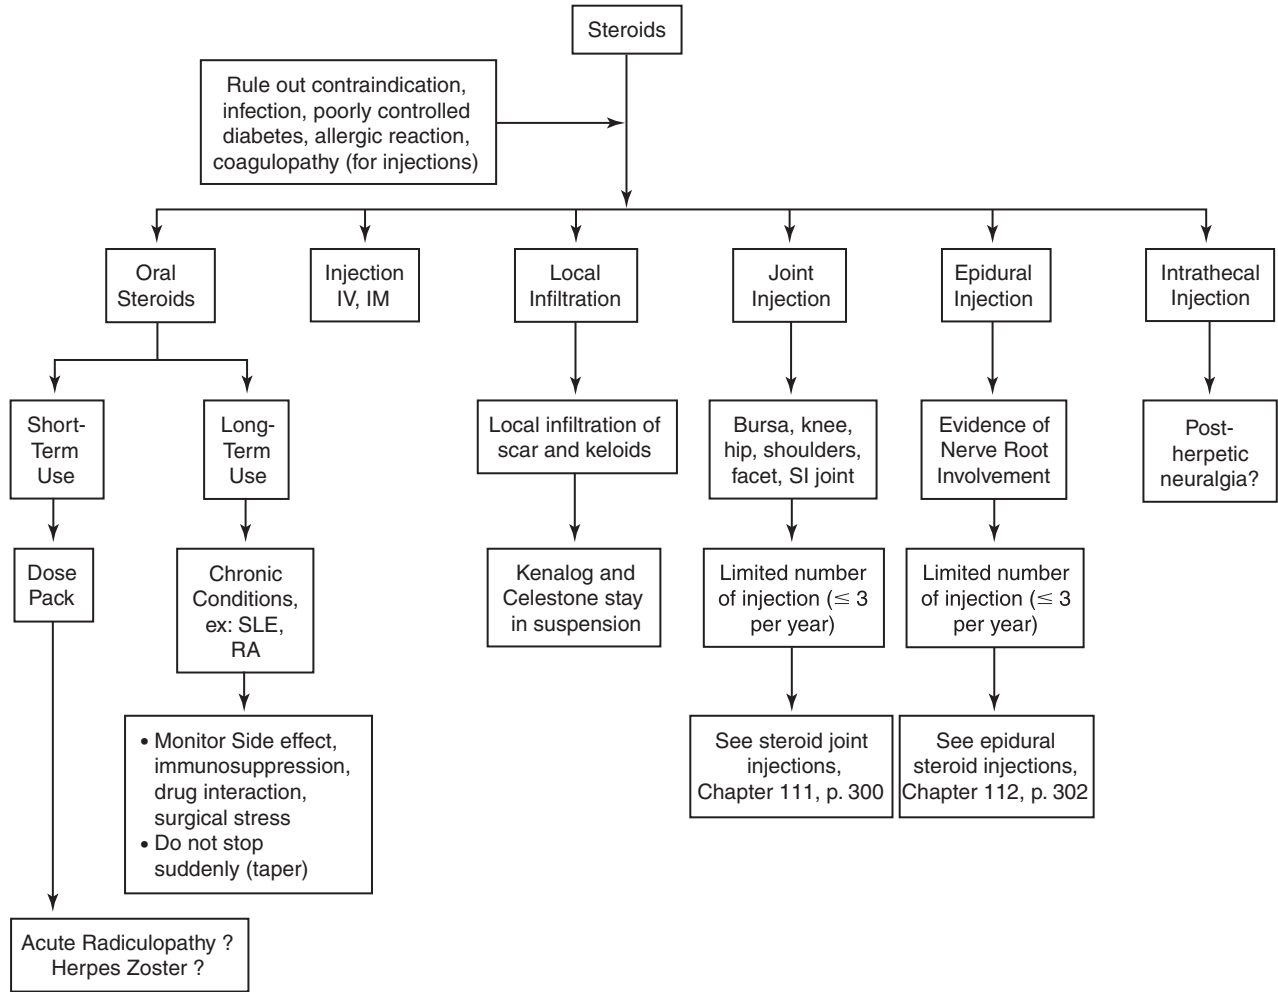 Steroids
Rule out contraindication,
infection, poorly controlled
diabetes, allergic reaction,
coagulopathy (for injections)
Oral
Steroids
Injection
IV, IM
Local
Infiltration
Joint
Injection
Epidural
Injection
Intrathecal
Injection
Short-
Term
Use
Long-
Term
Use
Local infiltration of
scar and keloids
Bursa, knee,
hip, shoulders,
facet, SI joint
Evidence of
Nerve Root
Involvement
Post-
herpetic
neuralgia?
Dose
Pack
Chronic
Conditions,
ex: SLE,
RA
Kenalog and
Celestone stay
in suspension
Limited number
of injection (≤ 3
per year)
Limited number
of injection (≤ 3
per year)
• Monitor Side effect,
immunosuppression,
drug interaction,
surgical stress
• Do not stop
suddenly (taper)
See steroid joint
injections,
Chapter 111, p. 300
See epidural
steroid injections,
Chapter 112, p. 302
Acute Radiculopathy ?
Herpes Zoster ?